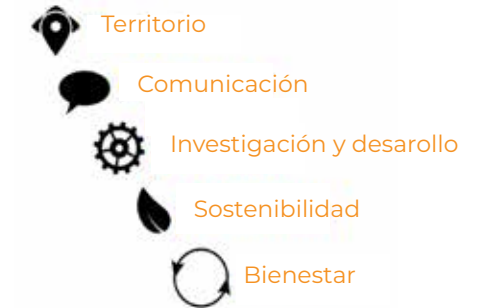 Territorio
Comunicación
Investigación y desarollo
Sostenibilidad
Bienestar